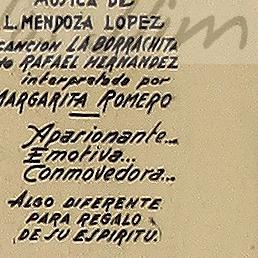 MUSICA DE
L. MENDOZA LOPEZ
CANCION LA BORRACHITA
RAFAEL HERNANDEZ
interpretado por
MARGARITA ROMERO
Apasionante...
Emotiva...
Conmovedora...
ALGO DIFERENTE
PARA REGALO
DE SU ESPIRITU.